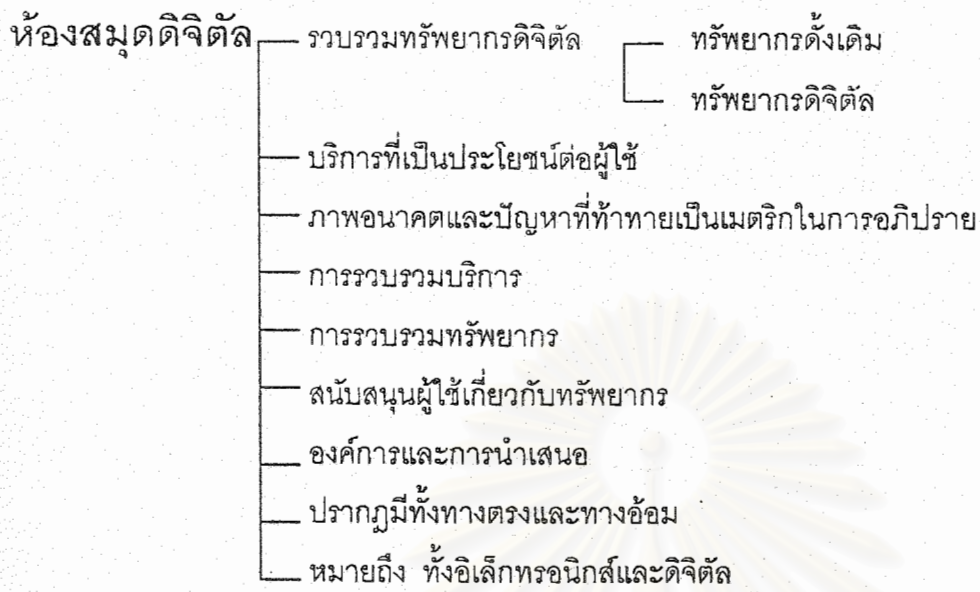 ห้องสมุดดิจิตัล รวบรวมทรัพยากรดิจิตัล ทรัพยากรดั้งเดิม
ทรัพยากรดิจิตัล
บริการที่เป็นประโยชน์ต่อผู้ใช้
ภาพอนาคตและปัญหาที่ท้าทายเป็นเมตริกในการอภิปราย
การรวบรวมบริการ
การรวบรวมทรัพยากร
สนับสนุนผู้ใช้เกี่ยวกับทรัพยากร
องค์การและการนำเสนอ
ปรากฏมีทั้งทางตรงและทางอ้อม
หมายถึง ทั้งอิเล็กทรอนิกส์และดิจิตัล